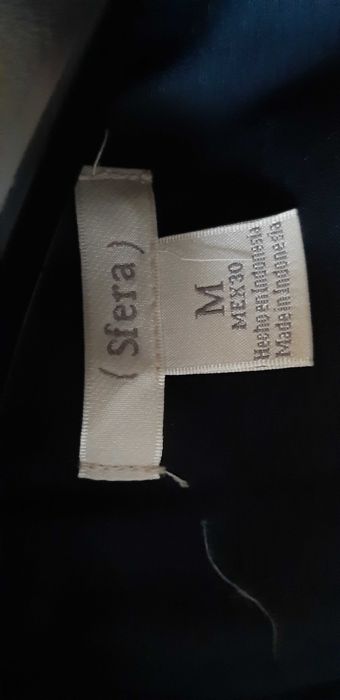 ( Sfera )
M
MEX30
Hecho en Indonesia
Made in Indonesia